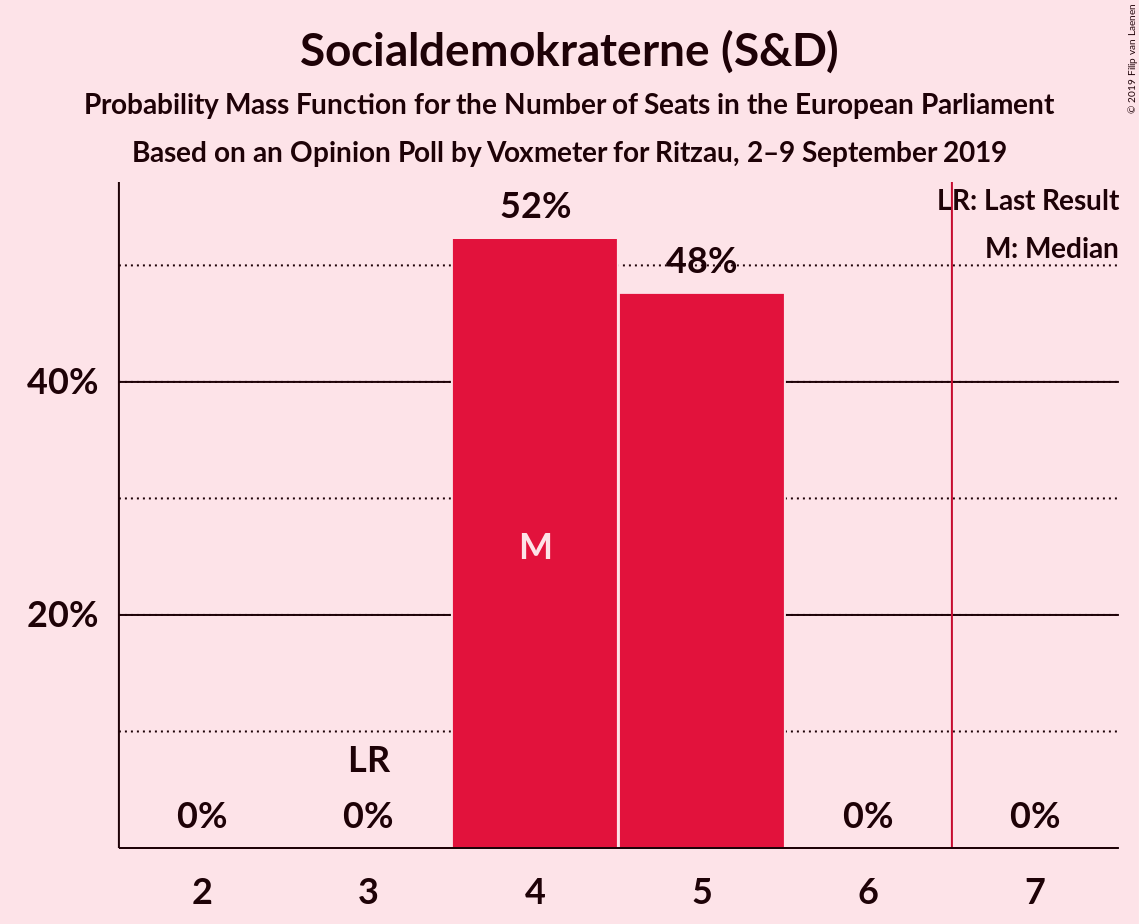 Socialdemokraterne (S&D)
Probability Mass Function for the Number of Seats in the European Parliament
Based on an Opinion Poll by Voxmeter for Ritzau, 2–9 September 2019
© 2019 Filip van Laenen
LR: Last Result
M: Median
52%
48%
40%
M
20%
LR
0%
0%
0%
0%
2
3
4
5
6
7